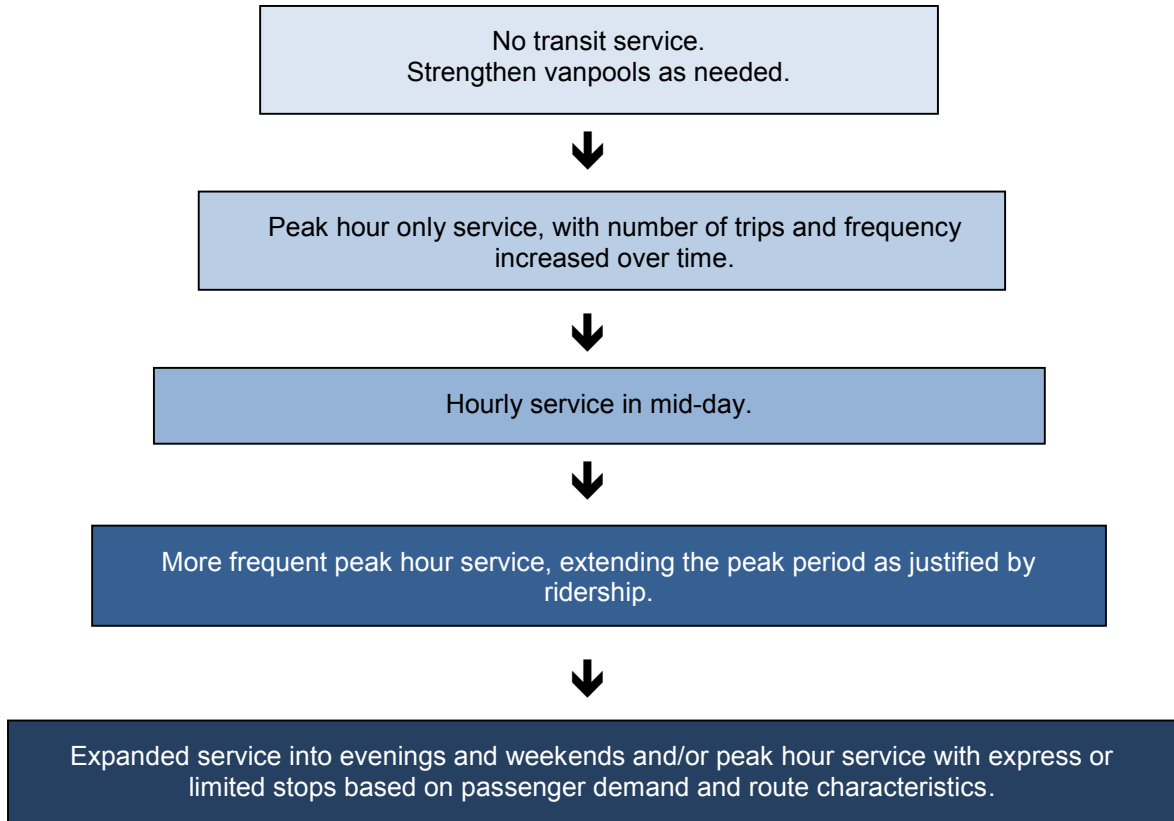 No transit service.
Strengthen vanpools as needed.
Peak hour only service, with number of trips and frequency
increased over time.
Hourly service in mid-day.
More frequent peak hour service, extending the peak period as justified by
ridership.
Expanded service into evenings and weekends and/or peak hour service with express or
limited stops based on passenger demand and route characteristics.